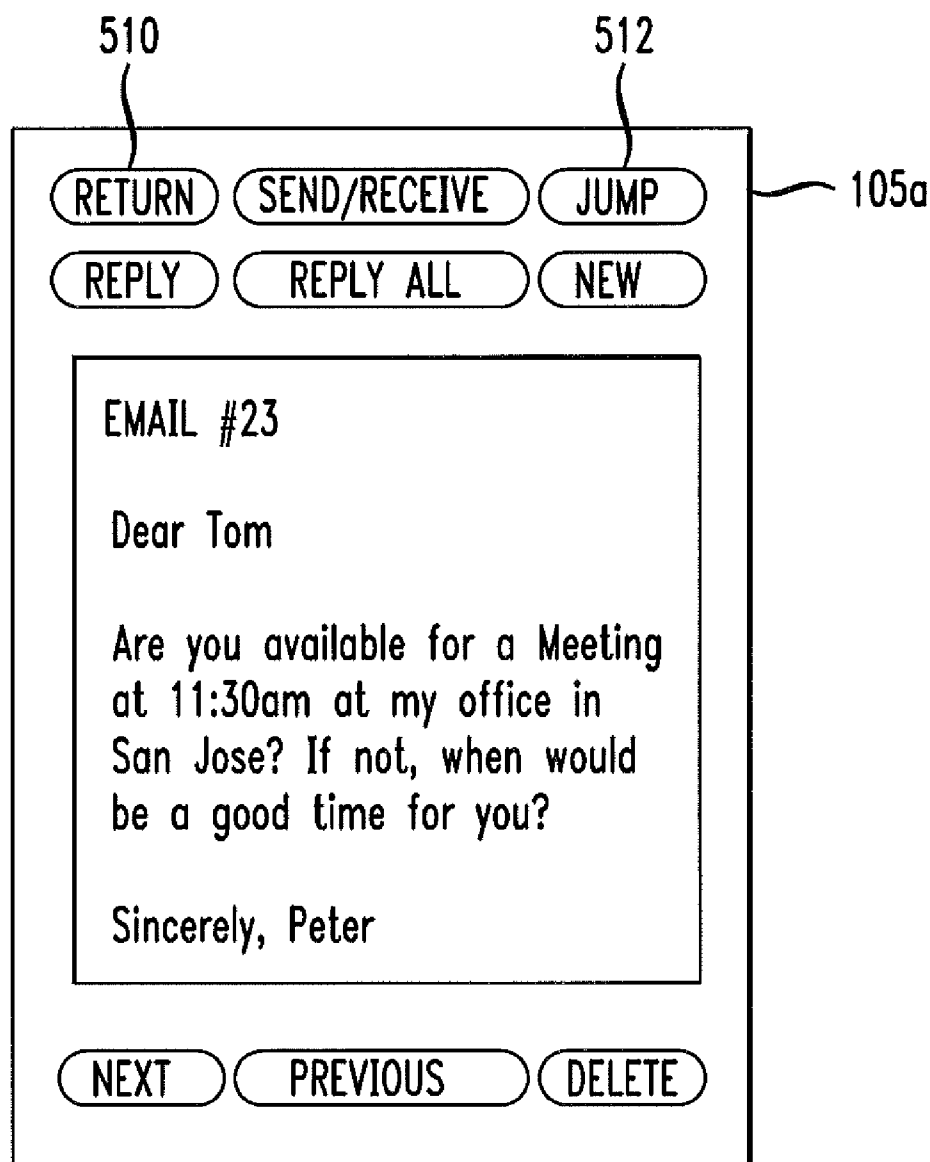 510 512
RETURN SEND/RECEIVE JUMP 105a
REPLY REPLY ALL NEW
EMAIL #23
Dear Tom
Are you available for a Meeting
at 11:30am at my office in
San Jose? If not, when would
be a good time for you?
Sincerely, Peter
NEXT PREVIOUS DELETE